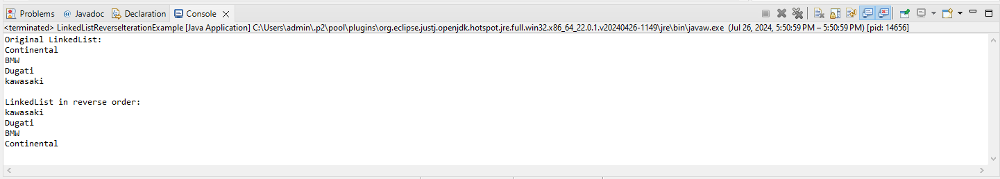 Problems @ Javadoc Declaration Console
<terminated> LinkedListReverseIterationExample [Java Application] C:\Users\admin\.p2\pool\plugins\org.eclipse.justj.openjdk.hotspot.jre.full.win32.x86_64_22.0.1.v20240426-1149\jre\bin\javaw.exe (Jul 26, 2024, 5:50:59 PM – 5:50:59 PM) [pid: 14656]
Original LinkedList:
Continental
BMW
Dugati
kawasaki
LinkedList in reverse order:
kawasaki
Dugati
BMW
Continental